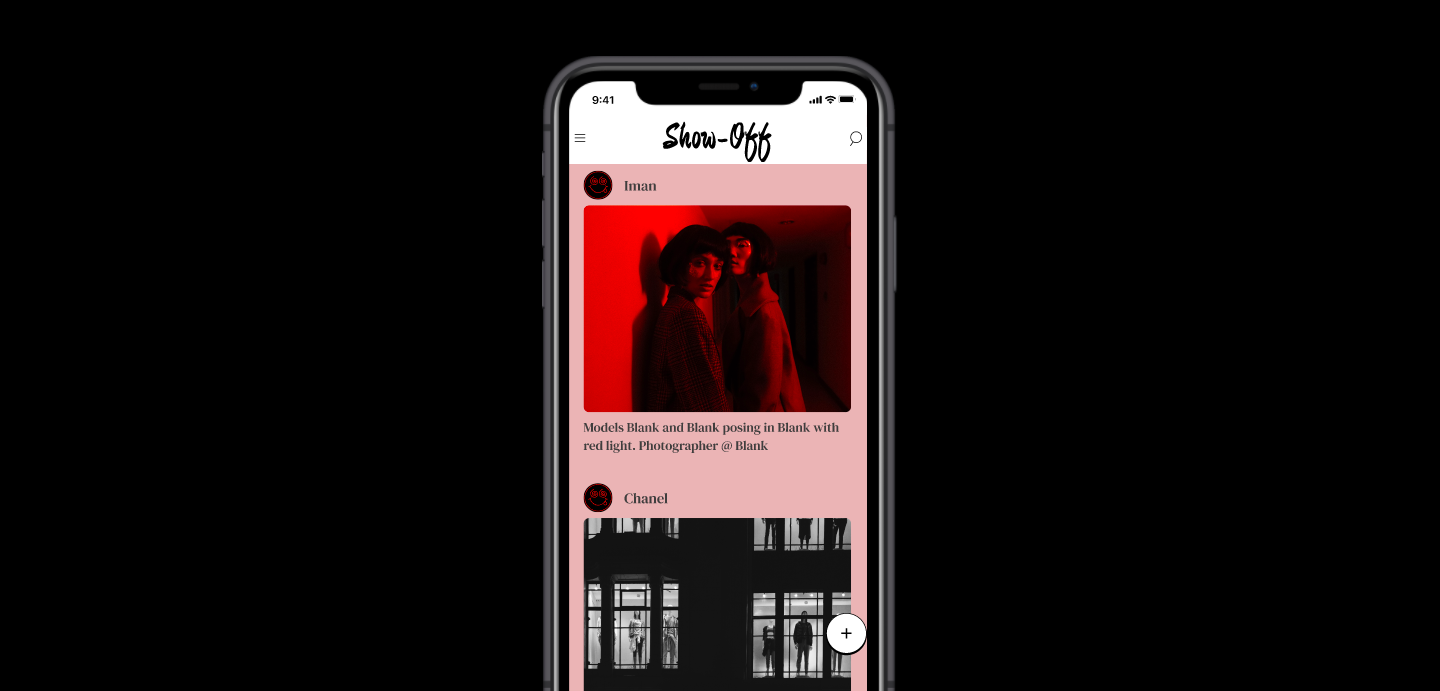 9:41
Show-Off
Iman
Models Blank and Blank posing in Blank with
red light. Photographer @ Blank
Chanel